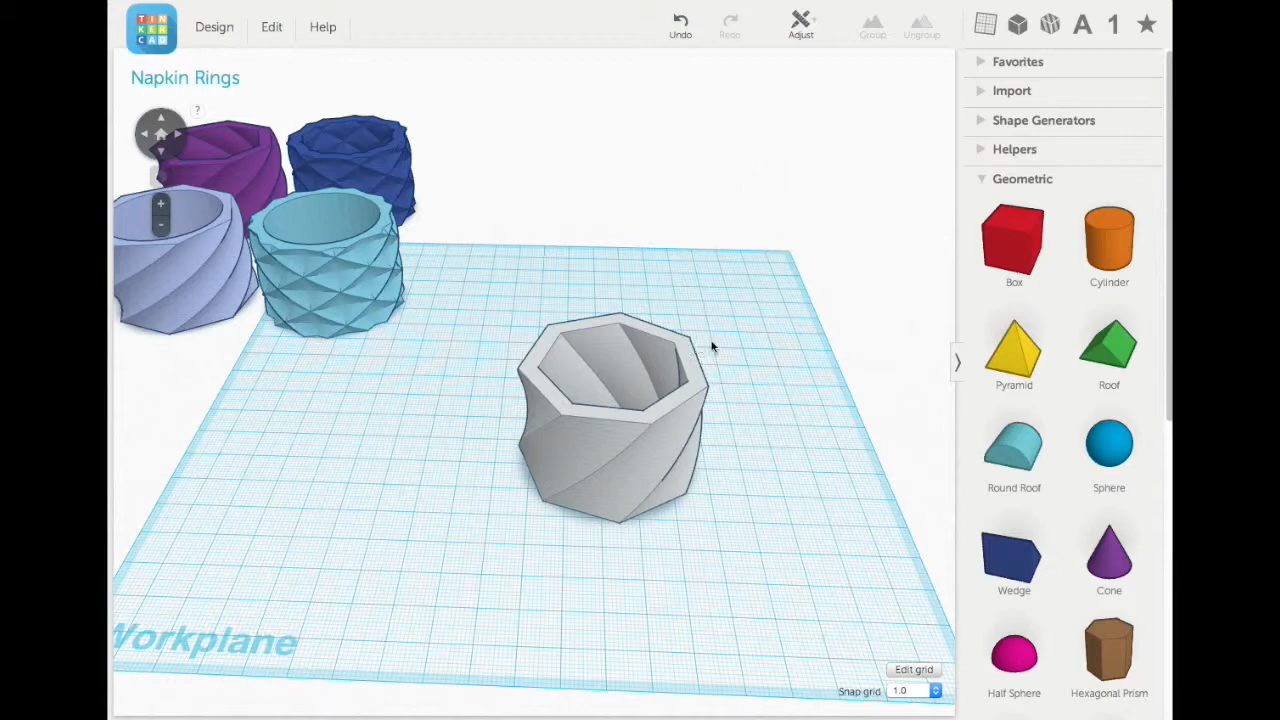 TIN
KER
CAD
Design
Edit
Help
Undo
Redo
Adjust
Group
Ungroup
A
1
Napkin Rings
?
+
-
Favorites
Import
Shape Generators
Helpers
Geometric
Box
Cylinder
Pyramid
Roof
Round Roof
Sphere
Wedge
Cone
Half Sphere
Hexagonal Prism
Workplane
Edit grid
Snap grid 1.0